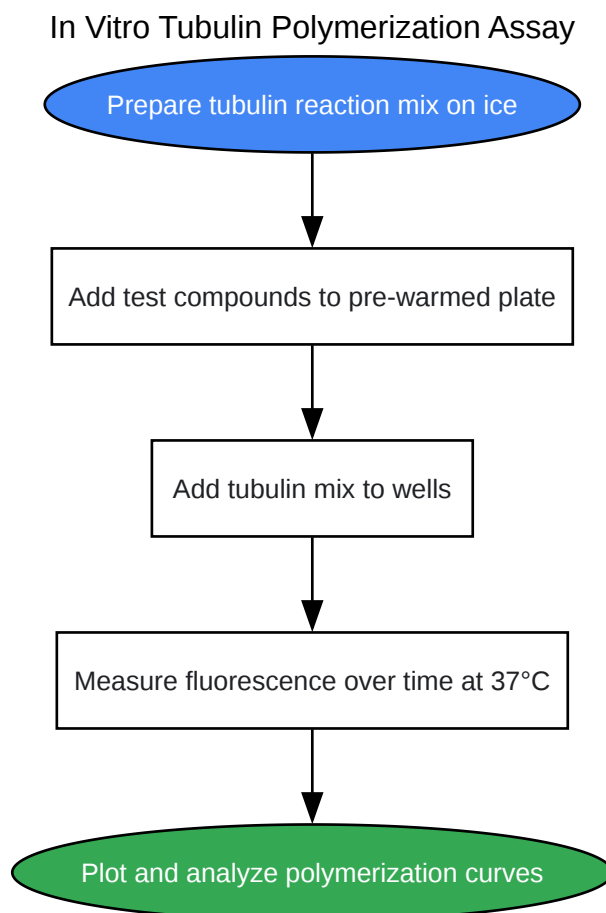 In Vitro Tubulin Polymerization Assay
Prepare tubulin reaction mix on ice
Add test compounds to pre-warmed plate
Add tubulin mix to wells
Measure fluorescence over time at 37°C
Plot and analyze polymerization curves